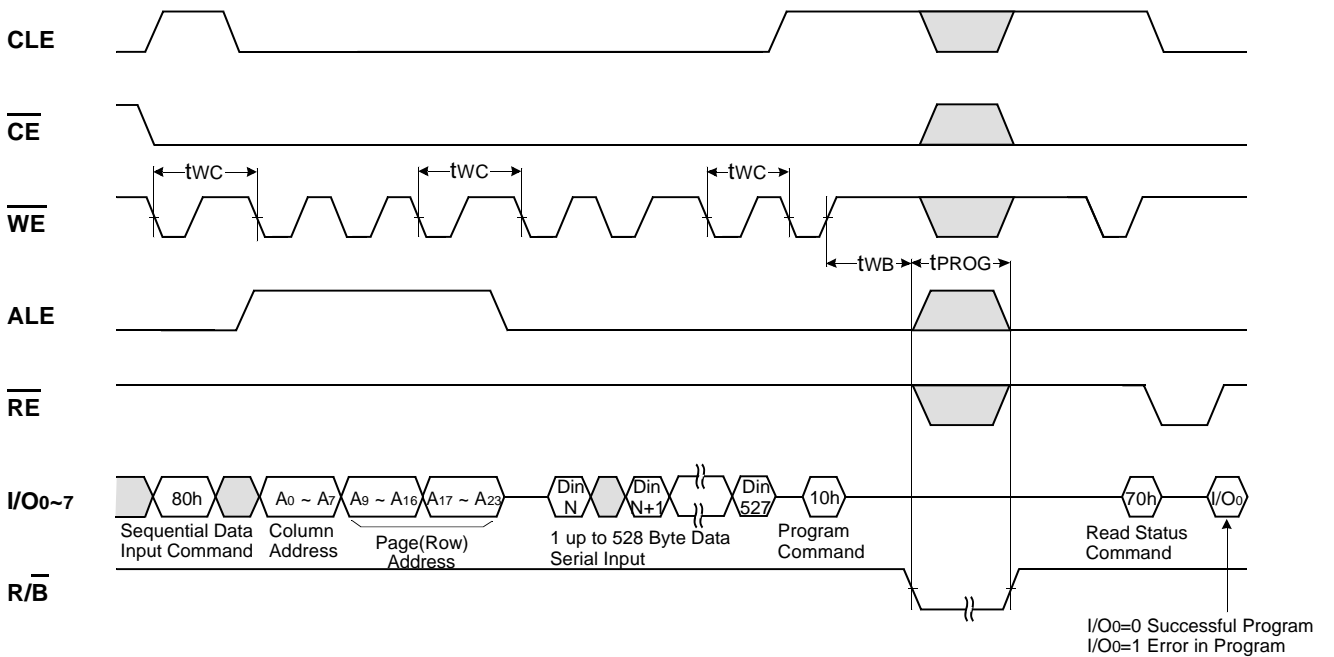 CLE
CE
tWC tWC tWC
WE
tWB tPROG
ALE
RE
I/O0~7
80h A0 ~ A7 A9 ~ A16 A17 ~ A23 Din N Din N+1 Din 527 10h 70h I/O0
Sequential Data Input Command
Column Address
Page(Row) Address
1 up to 528 Byte Data Serial Input
Program Command
Read Status Command
R/B
I/O0=0 Successful Program
I/O0=1 Error in Program